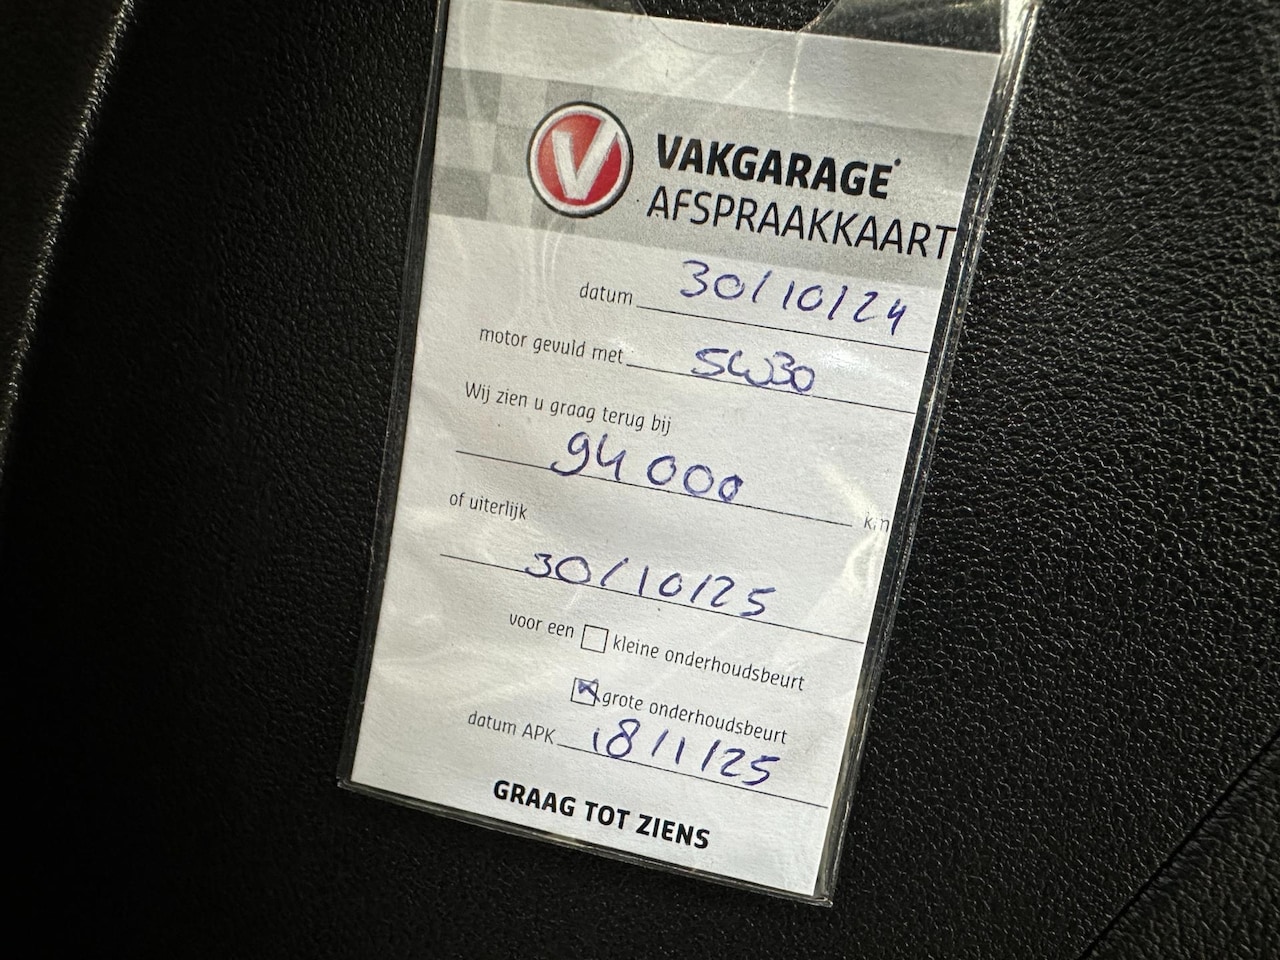 V
VAKGARAGE
AFSPRAAKKAART
datum 30/10/24
motor gevuld met 5W30
Wij zien u graag terug bij
94 000 km
of uiterlijk
30/10/25
voor een kleine onderhoudsbeurt
grote onderhoudsbeurt
datum APK 18/1/25
GRAAG TOT ZIENS